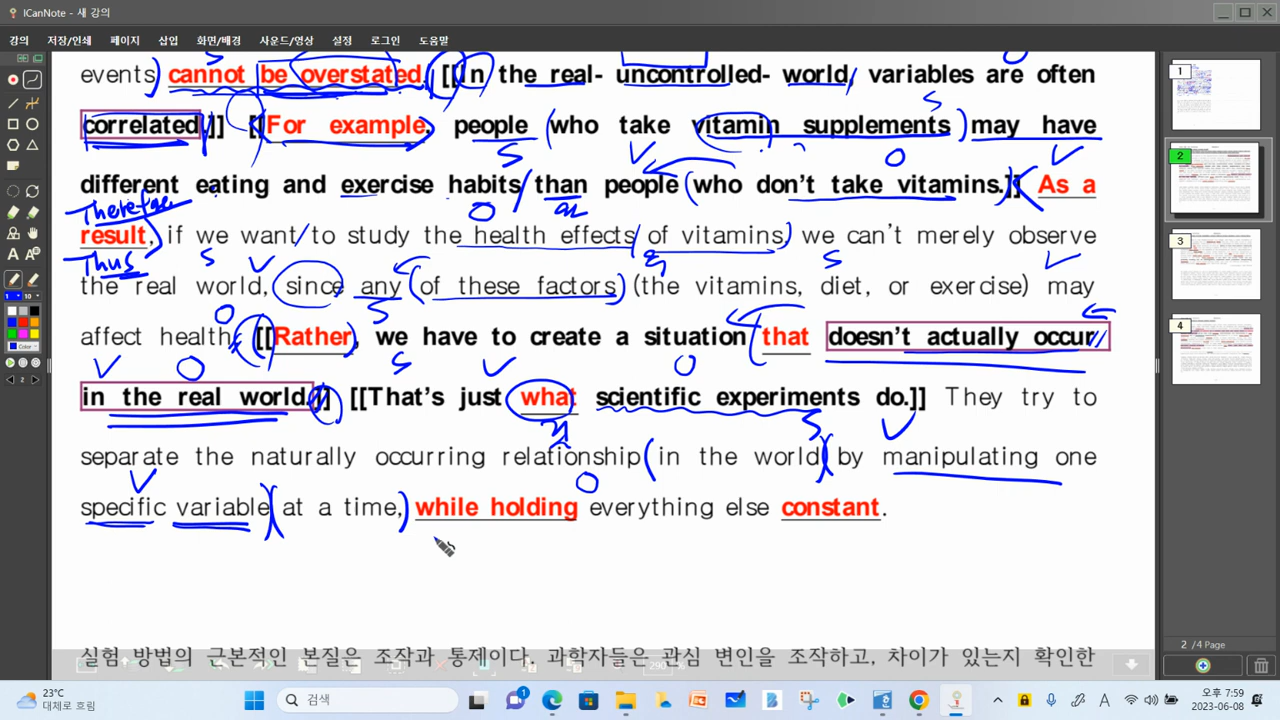 ICanNote - 새 강의
강의 저장/인쇄 페이지 삽입 화면/배경 사운드/영상 설정 로그인 도움말
S
events) cannot be overstated. [[In the real- uncontrolled- world, variables are often
S
correlated]] [[For example, people (who take vitamin supplements) may have
S V O V
different eating and exercise habits/than people (who don't take vitamins.]] As a
Therefore O
result, if we want/to study the health effects/of vitamins, we can't merely observe
Thus S V S V
the real world, since any (of these factors) (the vitamins, diet, or exercise) may
O S
affect health. [[Rather, we have to create a situation that doesn't actually occur
V O S V O
in the real world.]] [[That's just what scientific experiments do.]] They try to
S V
separate the naturally occurring relationship (in the world) by manipulating one
V O
specific variable (at a time,) while holding everything else constant.
실험 방법의 근본적인 본질은 조작과 통제이다. 과학자들은 관심 변인을 조작하고, 차이가 있는지 확인한
1
2
3
4
Color
1 10
2
290
2 /4 Page
23°C
대체로 흐림
검색
1
A
오후 7:59
2023-06-08